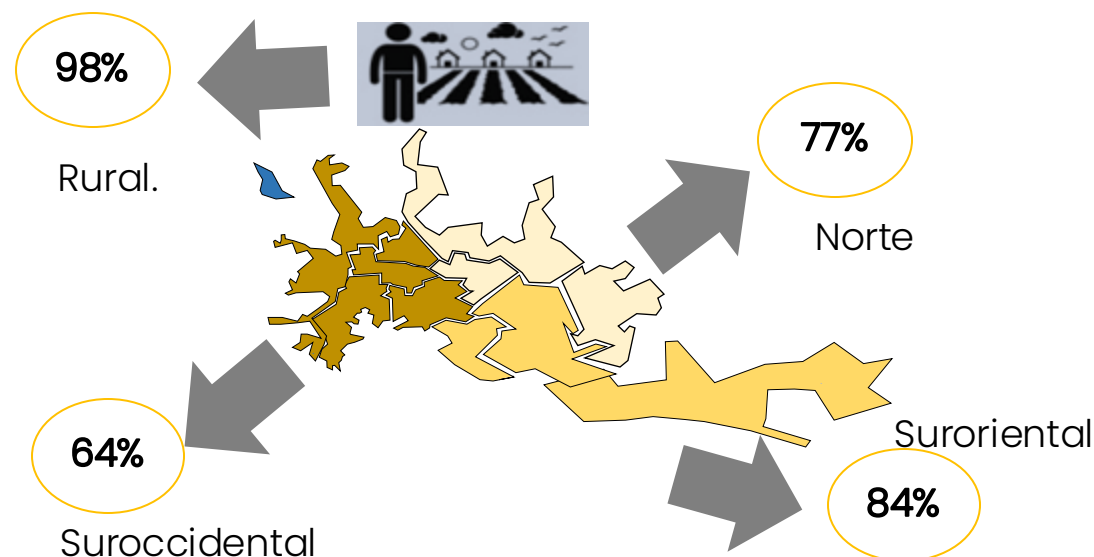 98%
Rural.
77%
Norte
64%
Suroccidental
Suroriental
84%